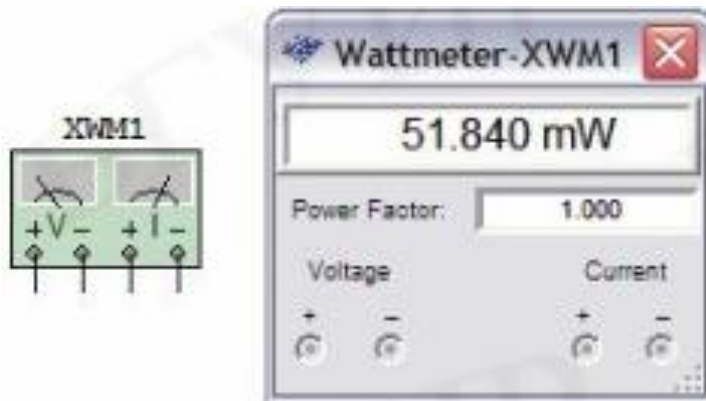 XWM1
+ V - + I -
Wattmeter-XWM1
51.840 mW
Power Factor: 1.000
Voltage Current
+ - + -